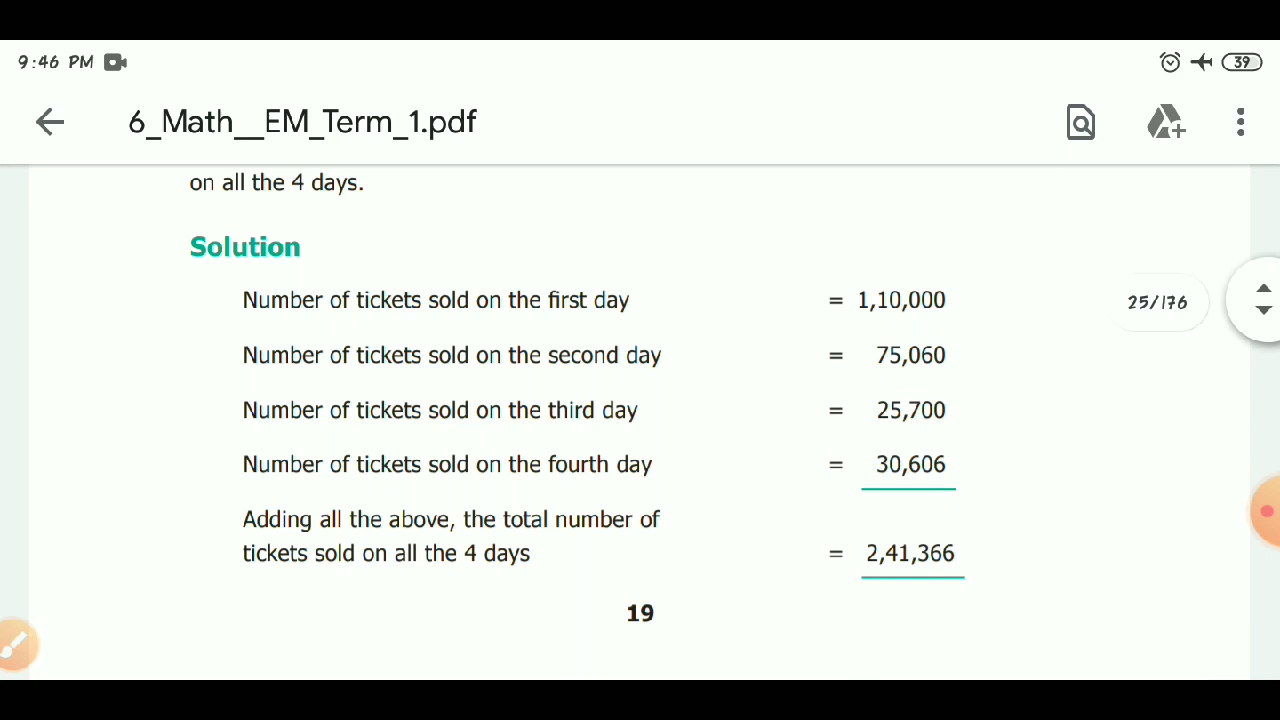 9:46 PM 39
6_Math__EM_Term_1.pdf
on all the 4 days.
Solution
Number of tickets sold on the first day = 1,10,000
25/176
Number of tickets sold on the second day = 75,060
Number of tickets sold on the third day = 25,700
Number of tickets sold on the fourth day = 30,606
Adding all the above, the total number of
tickets sold on all the 4 days = 2,41,366
19